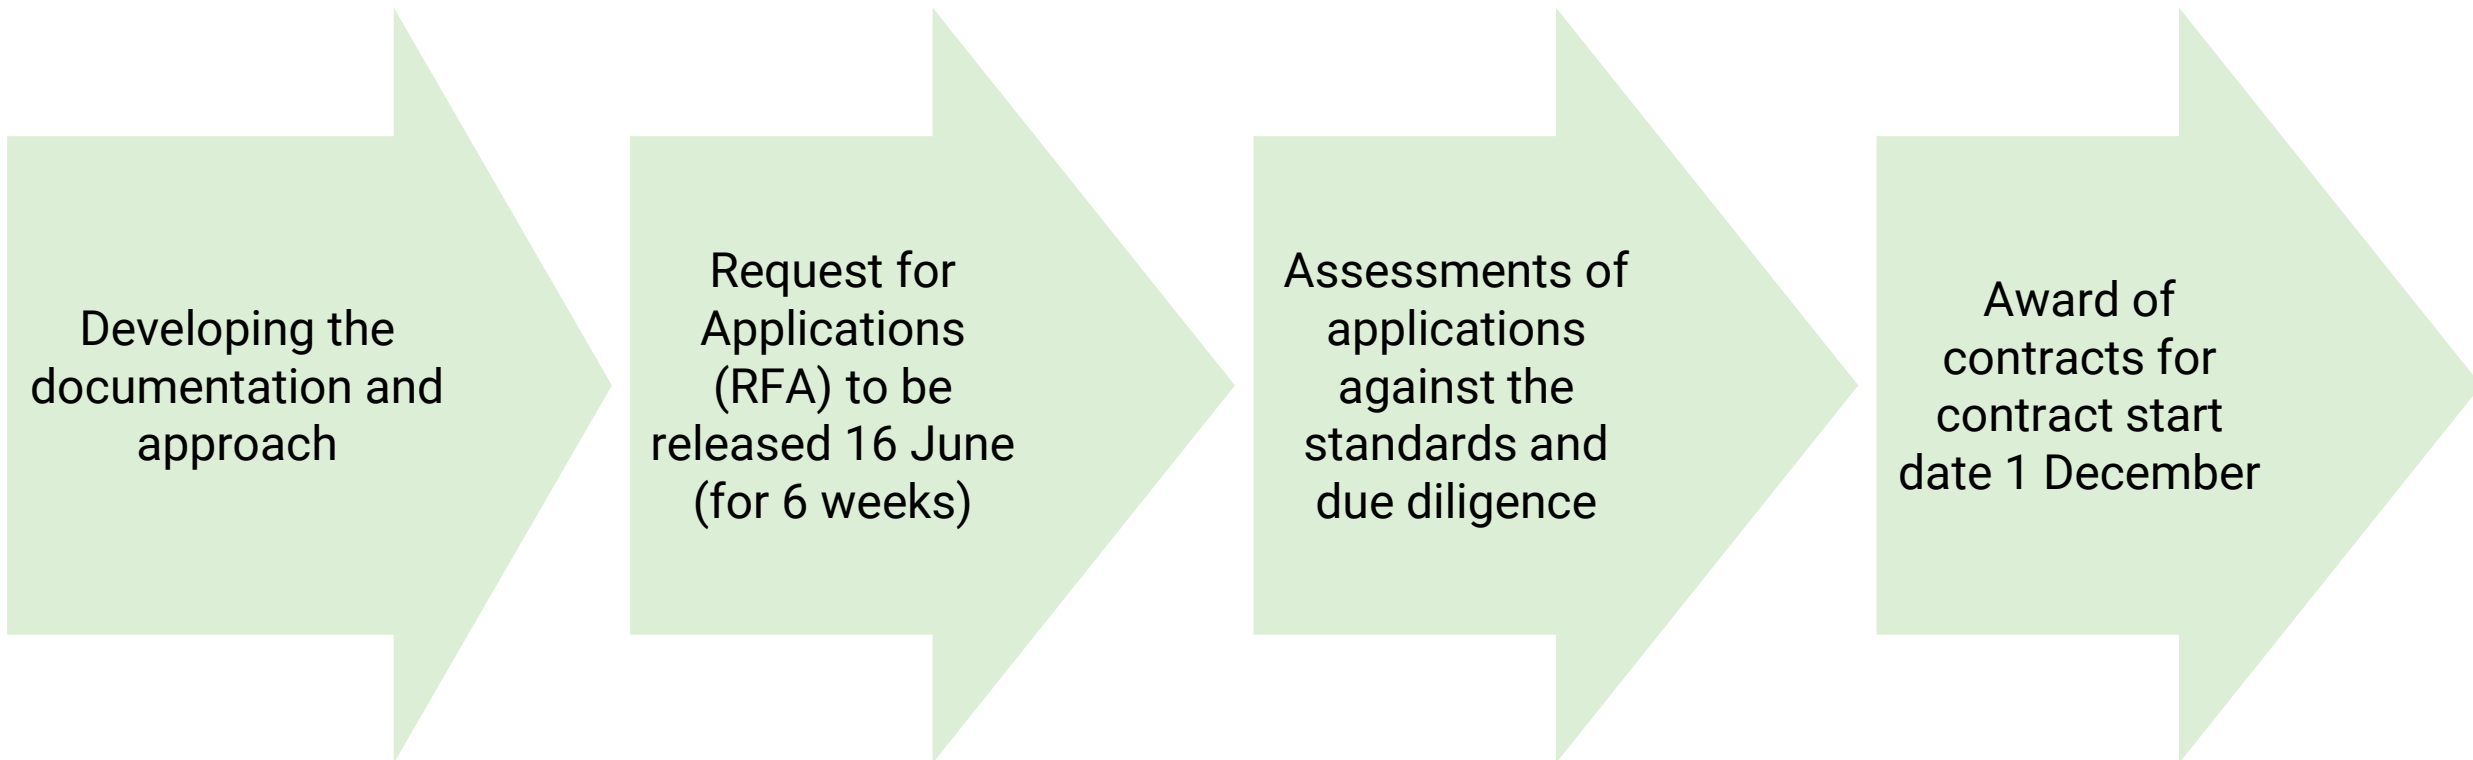 Developing the
documentation and
approach
Request for
Applications
(RFA) to be
released 16 June
(for 6 weeks)
Assessments of
applications
against the
standards and
due diligence
Award of
contracts for
contract start
date 1 December